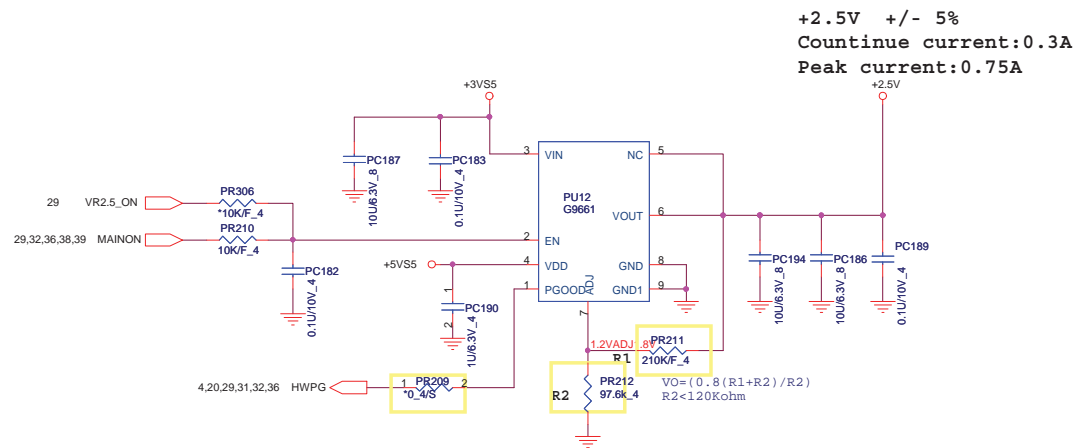 +2.5V +/- 5%
Countinue current:0.3A
Peak current:0.75A
+3VS5
+2.5V
3 VIN
NC 5
PC187
10U/6.3V_8
PC183
0.1U/10V_4
PU12
G9661
29 VR2.5_ON
PR306
*10K/F_4
VOUT 6
29,32,36,38,39 MAINON
PR210
10K/F_4
2 EN
PC182
0.1U/10V_4
+5VS5
4 VDD
GND 8
1 PGOOD
GND1 9
ADJ
7
PC194
10U/6.3V_8
PC186
10U/6.3V_8
PC189
0.1U/10V_4
1
PC190
2
1U/6.3V_4
1.2VADJ1.8V
R1
PR211
210K/F_4
4,20,29,31,32,36 HWPG
1 PR209 2
*0_4/S
R2
PR212
97.6k_4
VO=(0.8(R1+R2)/R2)
R2<120Kohm